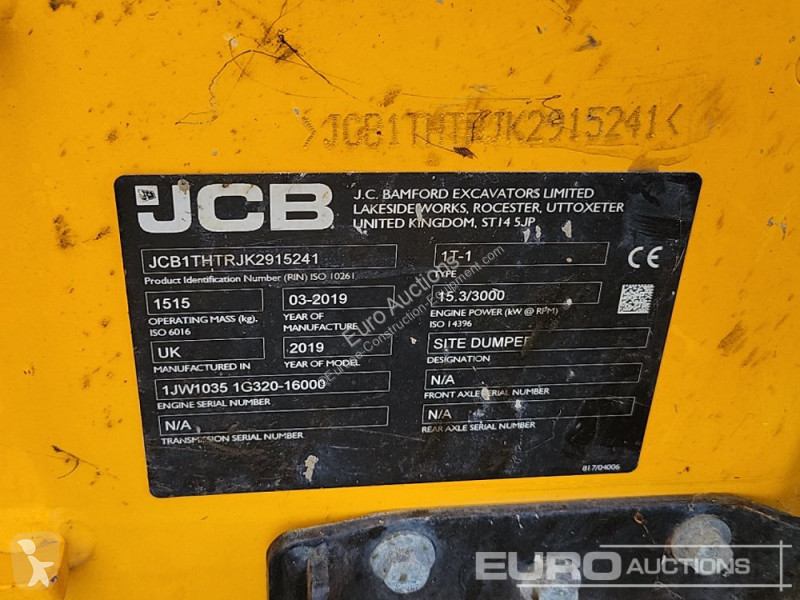 >JCB1THTRJK2915241<
JCB
J.C. BAMFORD EXCAVATORS LIMITED
LAKESIDE WORKS, ROCESTER, UTTOXETER
UNITED KINGDOM, ST14 5JP
JCB1THTRJK2915241
Product Identification Number (PIN) ISO 10261
1T-1
TYPE
1515
OPERATING MASS (kg).
ISO 6016
03-2019
YEAR OF
MANUFACTURE
15.3/3000
ENGINE POWER (kW @ RPM)
ISO 14396
UK
MANUFACTURED IN
2019
YEAR OF MODEL
SITE DUMPER
DESIGNATION
1JW1035 1G320-16000
ENGINE SERIAL NUMBER
N/A
FRONT AXLE SERIAL NUMBER
N/A
TRANSMISSION SERIAL NUMBER
N/A
REAR AXLE SERIAL NUMBER
CE
817/04006
Euro Auctions
EURO
AUCTIONS